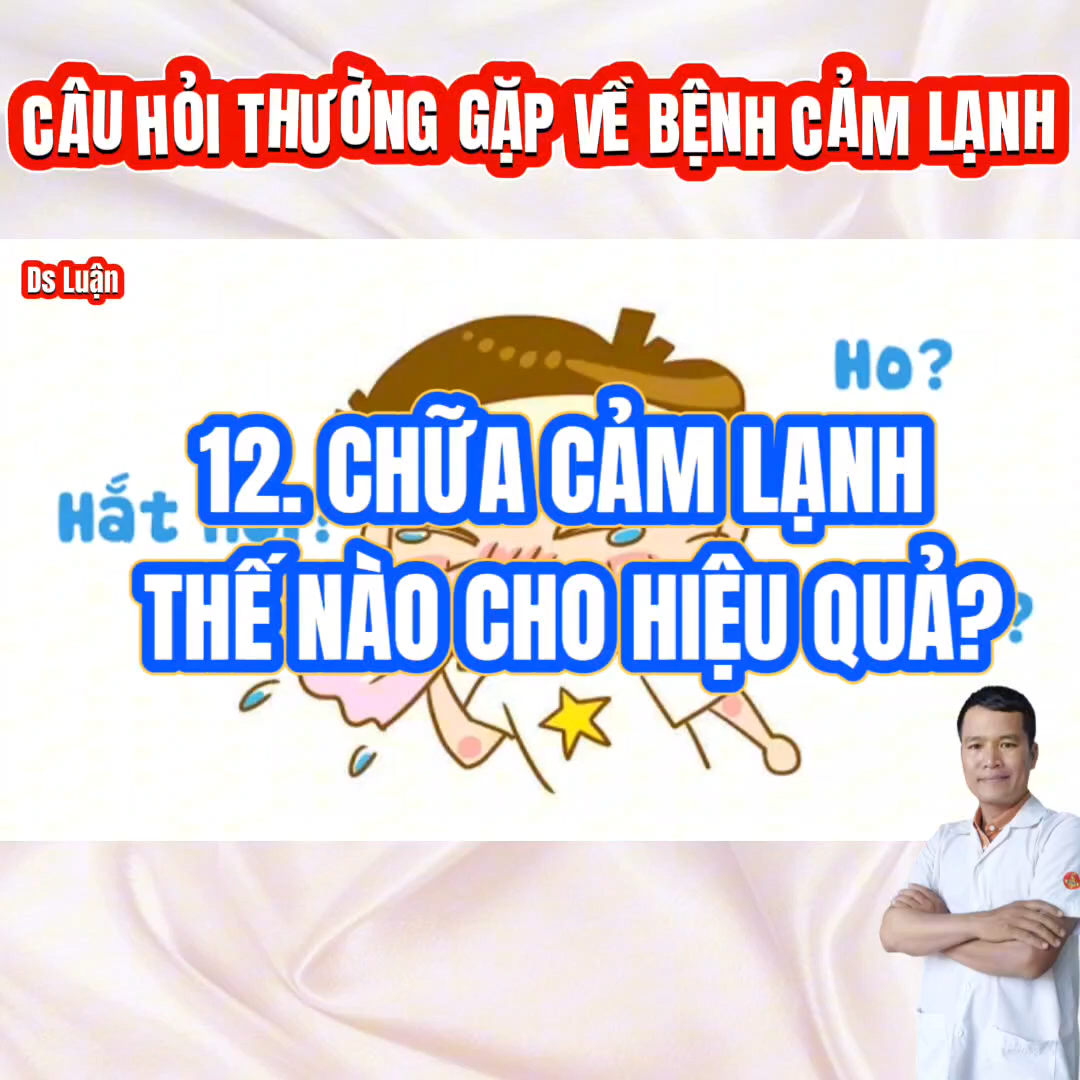 CÂU HỎI THƯỜNG GẶP VỀ BỆNH CẢM LẠNH
Ds Luận
Ho?
12. CHỮA CẢM LẠNH
Hắt
THẾ NÀO CHO HIỆU QUẢ?
?